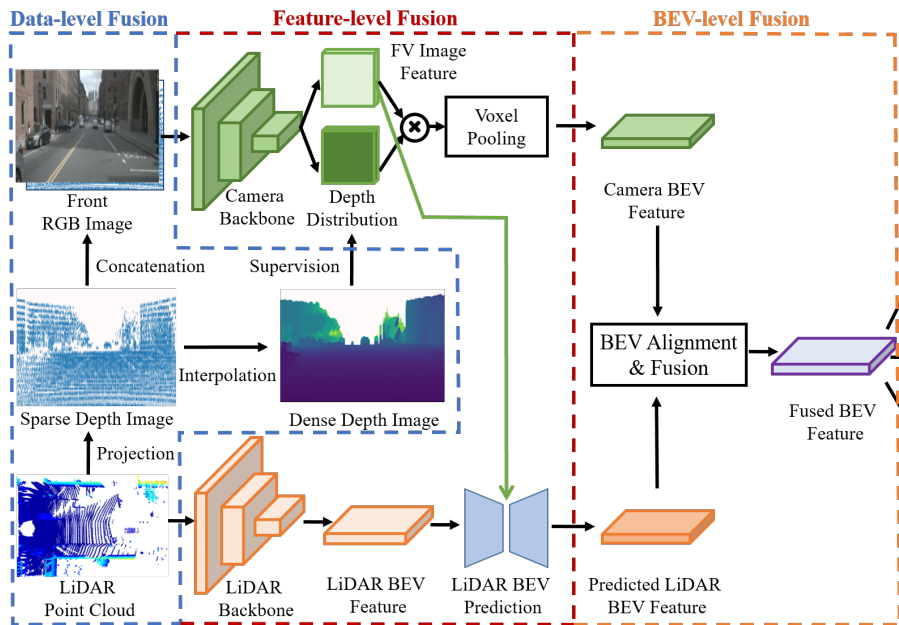 Data-level Fusion
Feature-level Fusion
BEV-level Fusion
FV Image
Feature
Voxel
Pooling
Front
RGB Image
Camera
Backbone
Depth
Distribution
Camera BEV
Feature
Concatenation
Supervision
BEV Alignment
& Fusion
Interpolation
Sparse Depth Image
Dense Depth Image
Fused BEV
Feature
Projection
LiDAR
Point Cloud
LiDAR
Backbone
LiDAR BEV
Feature
LiDAR BEV
Prediction
Predicted LiDAR
BEV Feature